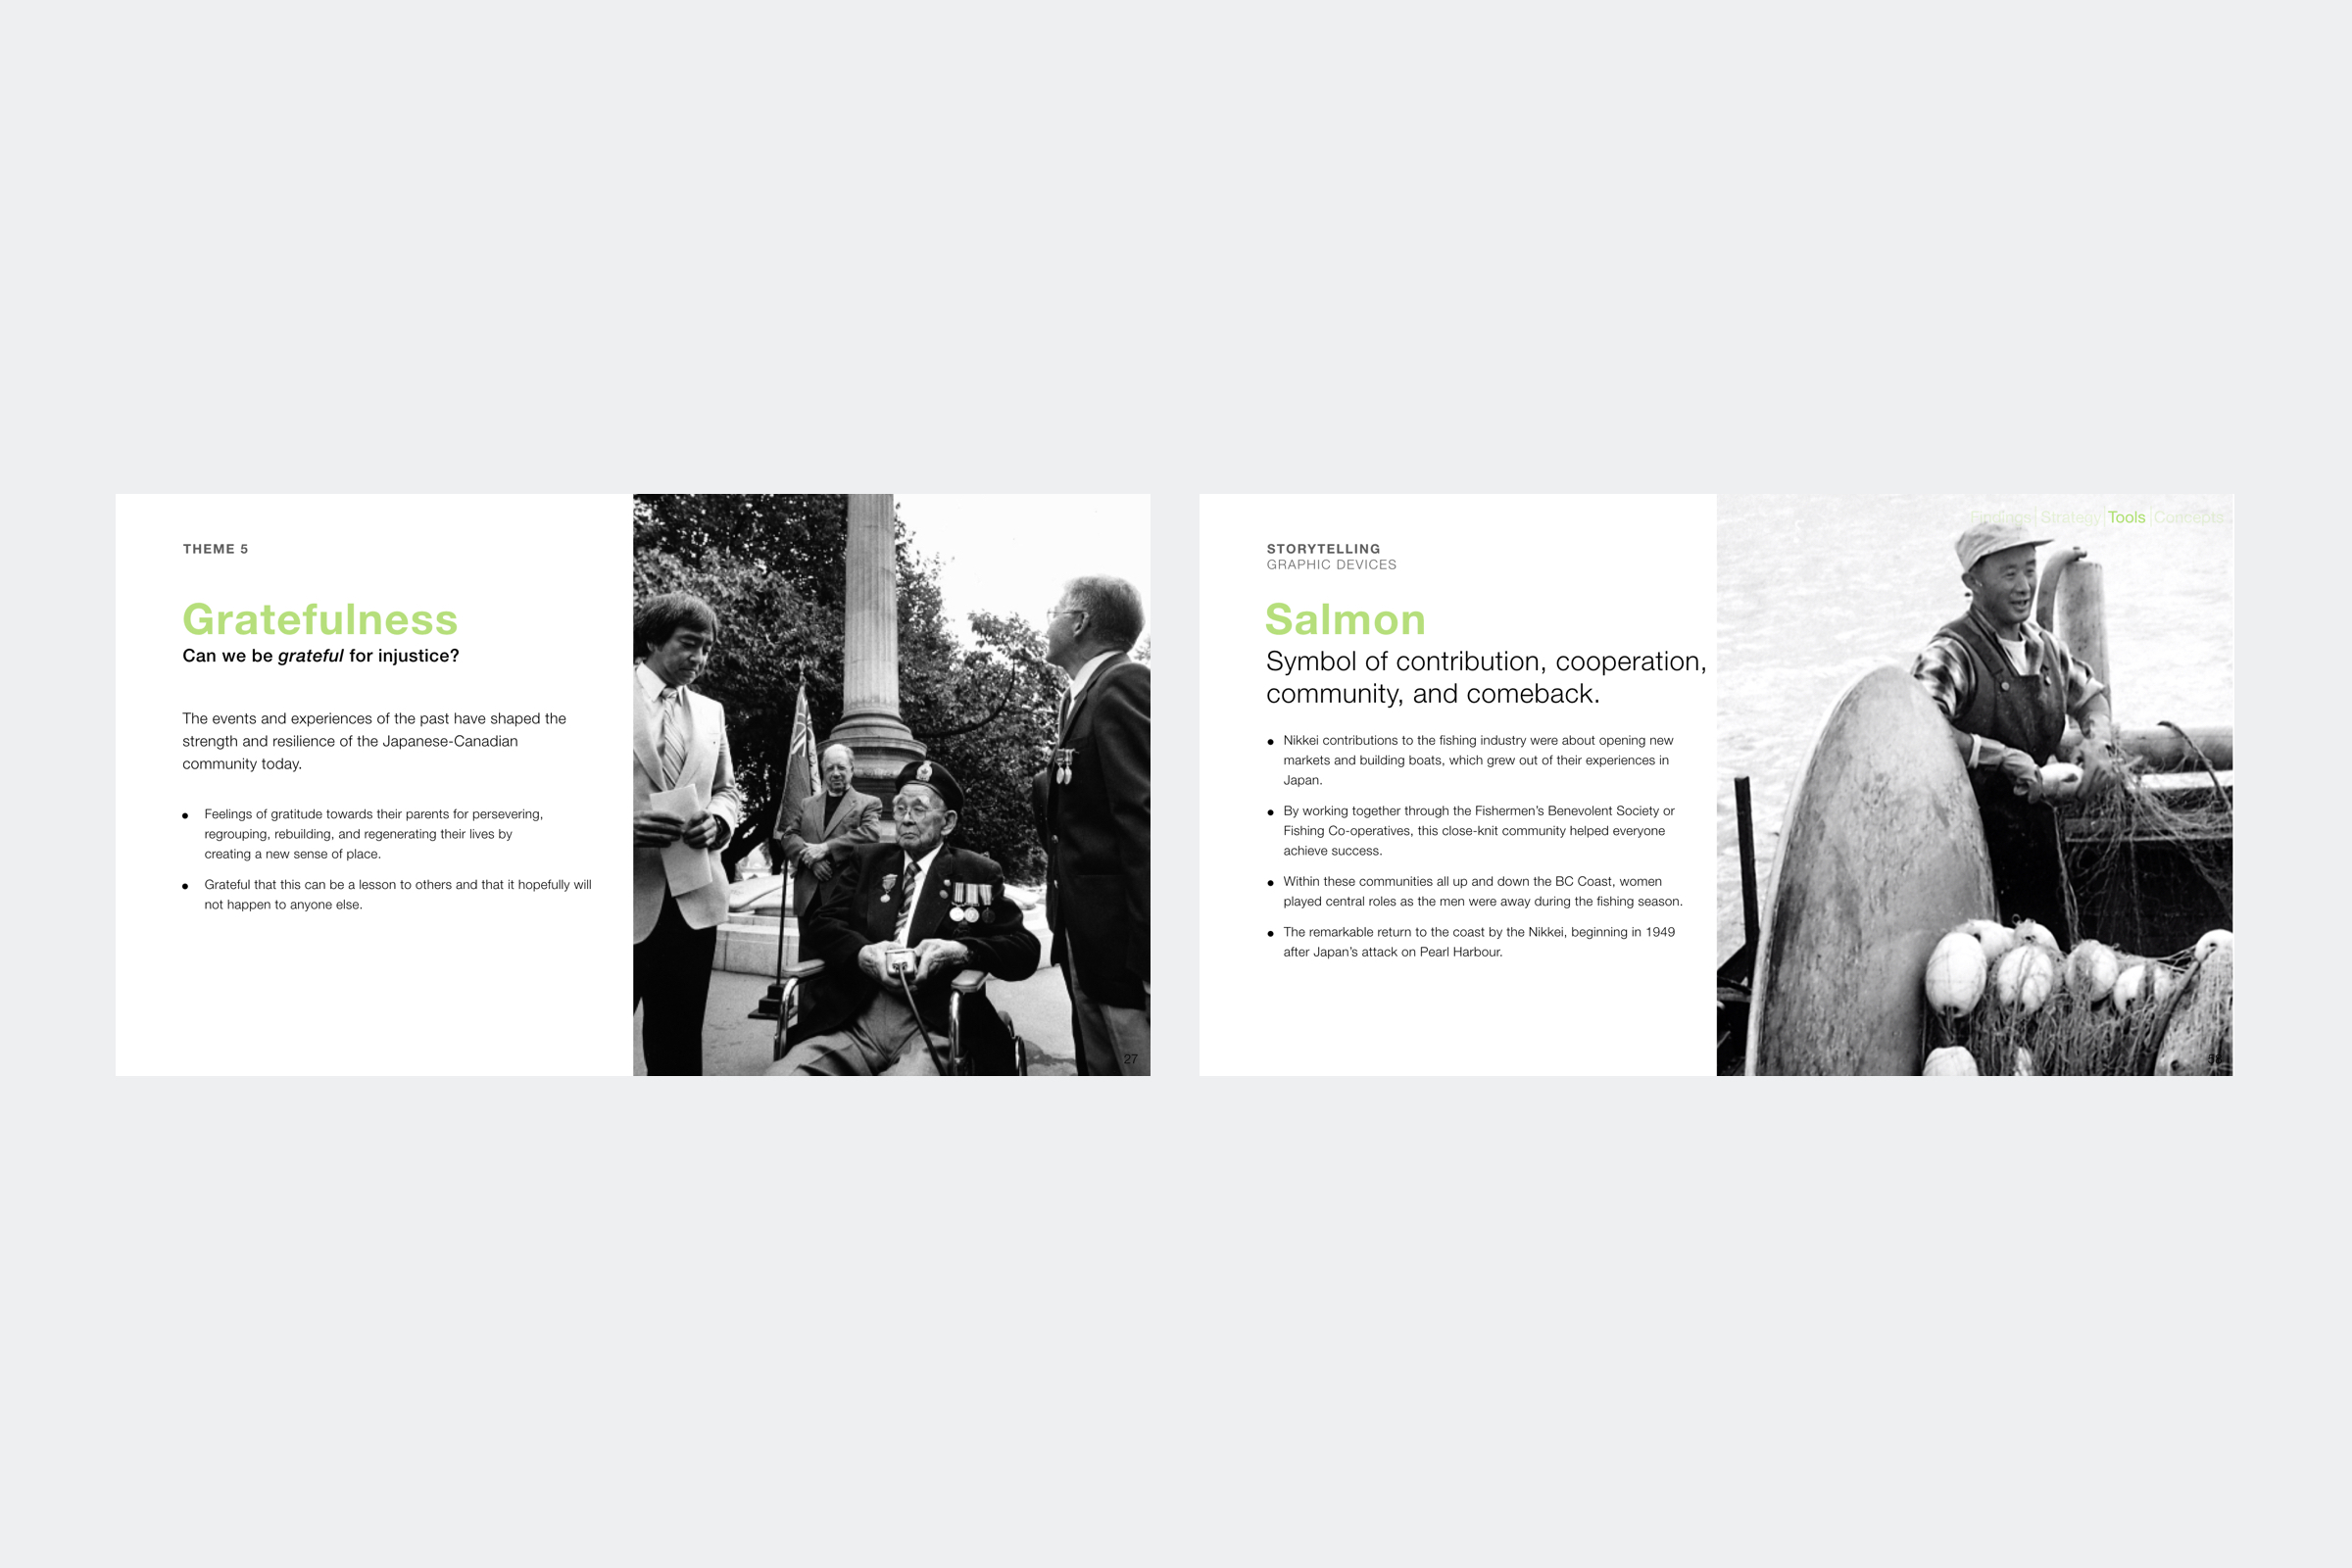 THEME 5
Gratefulness
Can we be grateful for injustice?
The events and experiences of the past have shaped the
strength and resilience of the Japanese-Canadian
community today.
● Feelings of gratitude towards their parents for persevering,
regrouping, rebuilding, and regenerating their lives by
creating a new sense of place.
● Grateful that this can be a lesson to others and that it hopefully will
not happen to anyone else.
27
Findings | Strategy | Tools | Concepts
STORYTELLING
GRAPHIC DEVICES
Salmon
Symbol of contribution, cooperation,
community, and comeback.
● Nikkei contributions to the fishing industry were about opening new
markets and building boats, which grew out of their experiences in
Japan.
● By working together through the Fishermen’s Benevolent Society or
Fishing Co-operatives, this close-knit community helped everyone
achieve success.
● Within these communities all up and down the BC Coast, women
played central roles as the men were away during the fishing season.
● The remarkable return to the coast by the Nikkei, beginning in 1949
after Japan’s attack on Pearl Harbour.